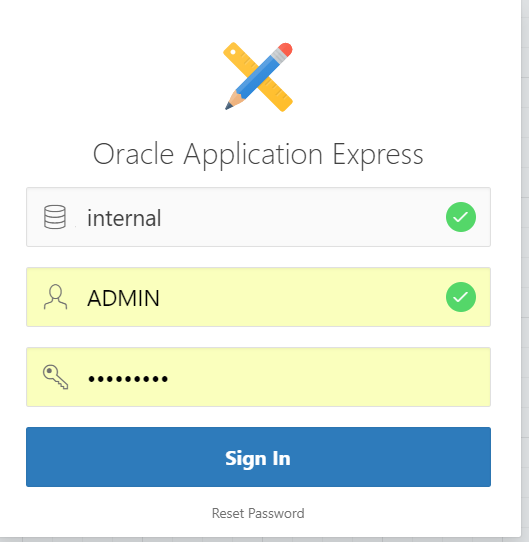 Oracle Application Express
internal
ADMIN
•••••••••
Sign In
Reset Password